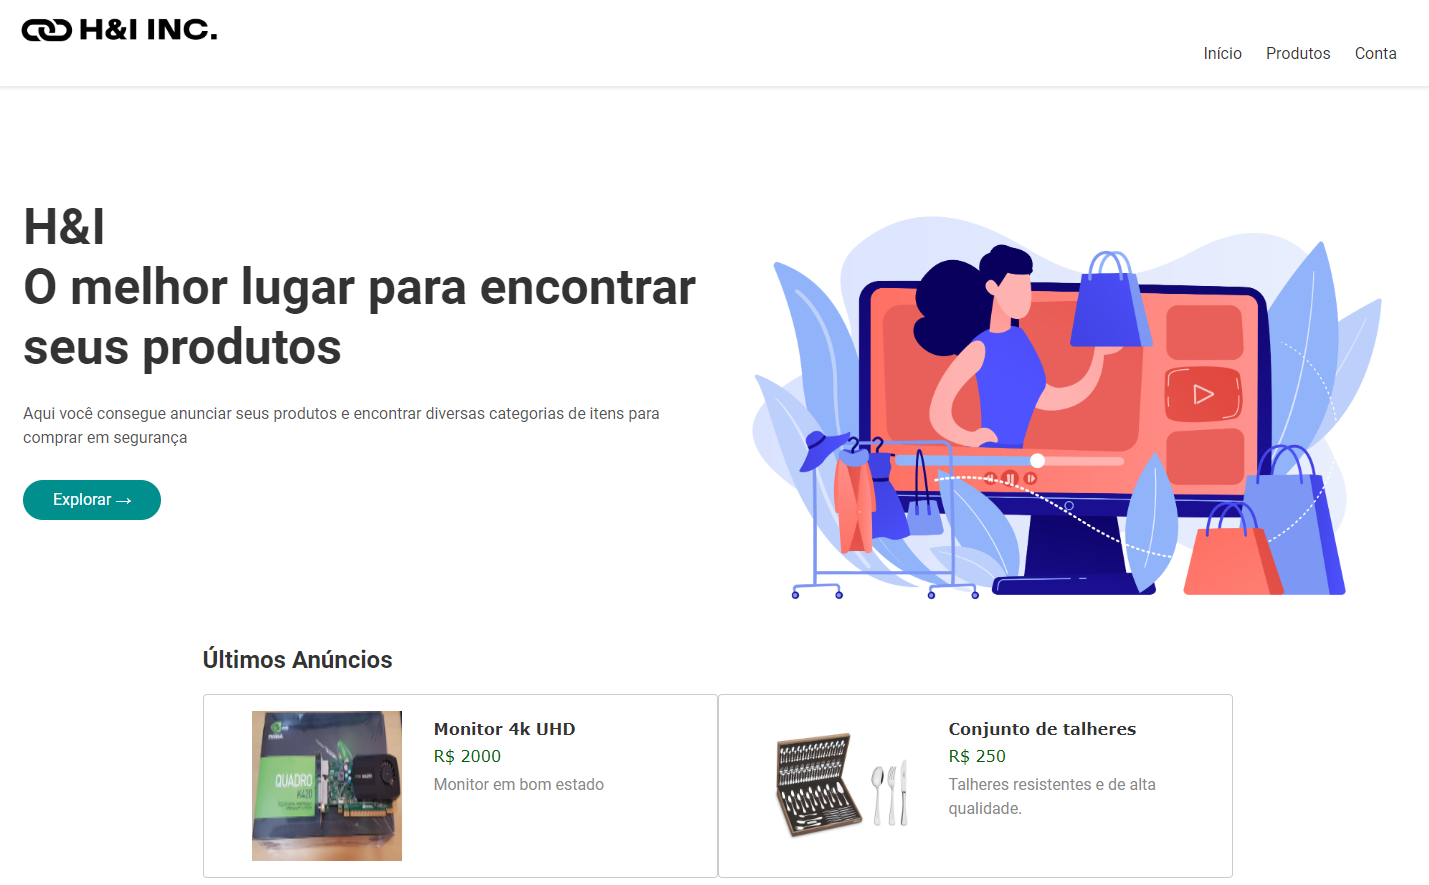 H&I INC.
Início Produtos Conta
H&I
O melhor lugar para encontrar
seus produtos
Aqui você consegue anunciar seus produtos e encontrar diversas categorias de itens para
comprar em segurança
Explorar →
Últimos Anúncios
NVIDIA
QUADRO
K420
Monitor 4k UHD
R$ 2000
Monitor em bom estado
Conjunto de talheres
R$ 250
Talheres resistentes e de alta
qualidade.